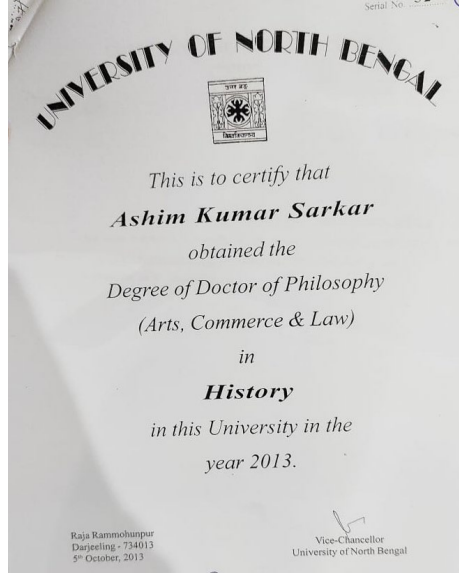 Serial No.
UNIVERSITY OF NORTH BENGAL
This is to certify that
Ashim Kumar Sarkar
obtained the
Degree of Doctor of Philosophy
(Arts, Commerce & Law)
in
History
in this University in the
year 2013.
Raja Rammohunpur
Darjeeling - 734013
5th October, 2013
Vice-Chancellor
University of North Bengal